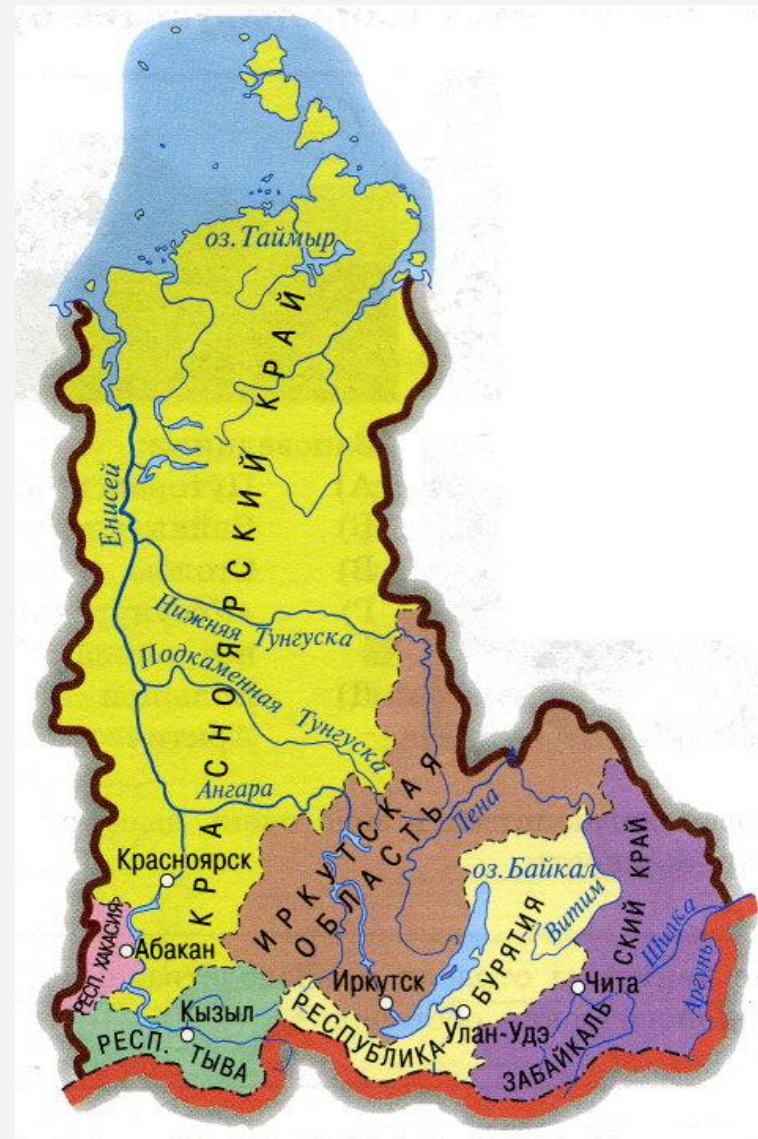 оз. Таймыр
КРАСНОЯРСКИЙ КРАЙ
Енисей
Нижняя Тунгуска
Подкаменная Тунгуска
Ангара
ИРКУТСКАЯ
ОБЛАСТЬ
Лена
Красноярск
оз. Байкал
РЕСП. ХАКАСИЯ
Абакан
Витим
ЗАБАЙКАЛЬСКИЙ КРАЙ
Шилка
Аргунь
Иркутск
Чита
Кызыл
РЕСПУБЛИКА БУРЯТИЯ
Улан-Удэ
РЕСП. ТЫВА